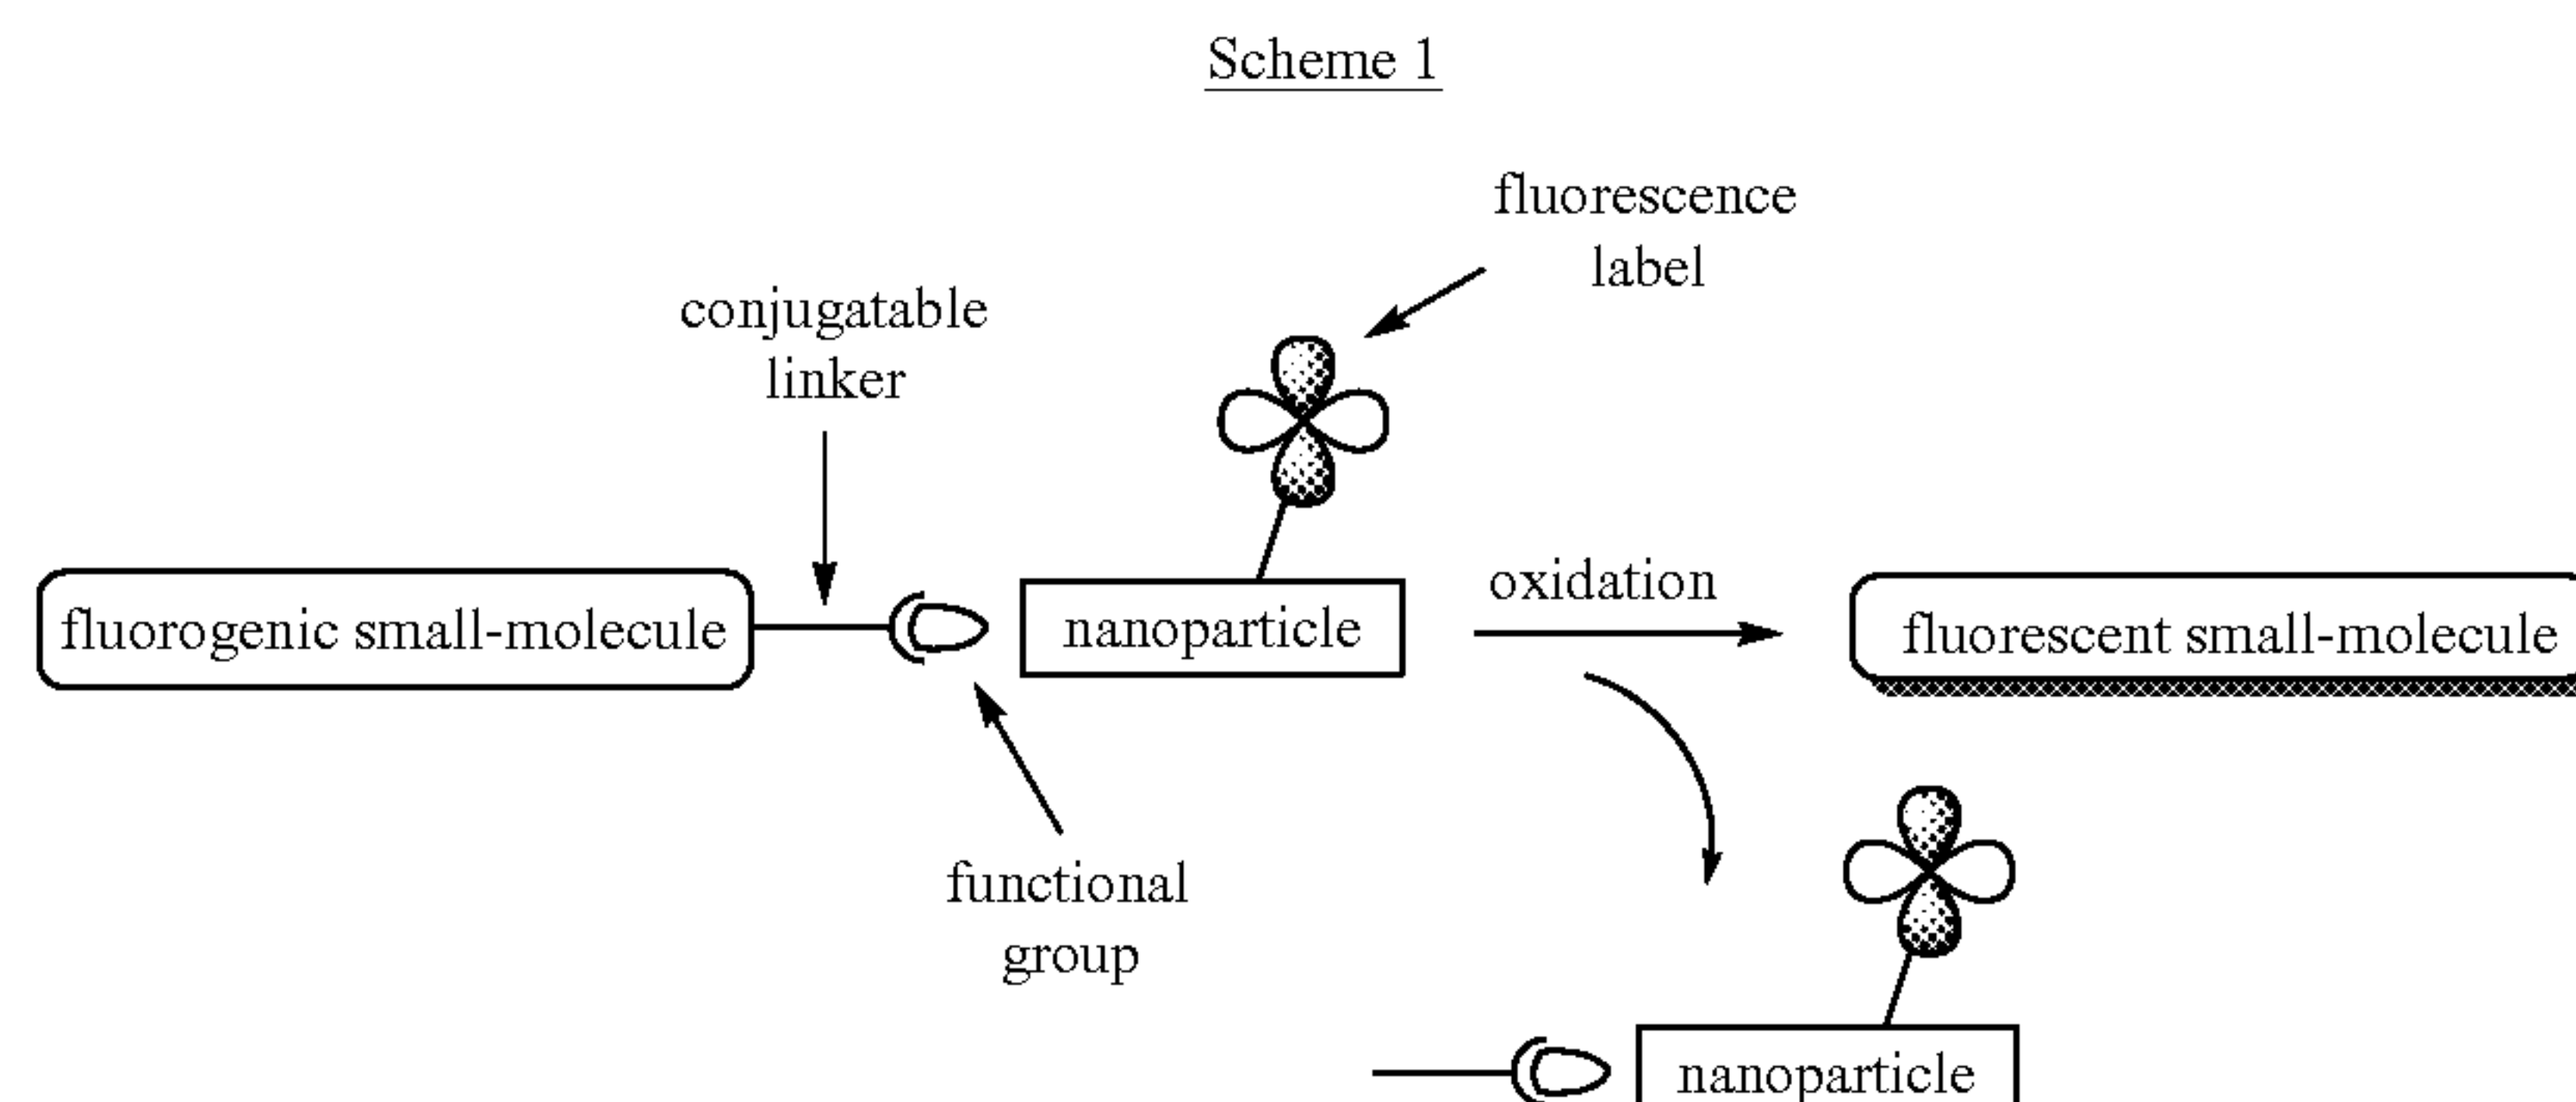 Scheme 1
fluorescence
label
conjugatable
linker
fluorogenic small-molecule
nanoparticle
oxidation
fluorescent small-molecule
functional
group
nanoparticle